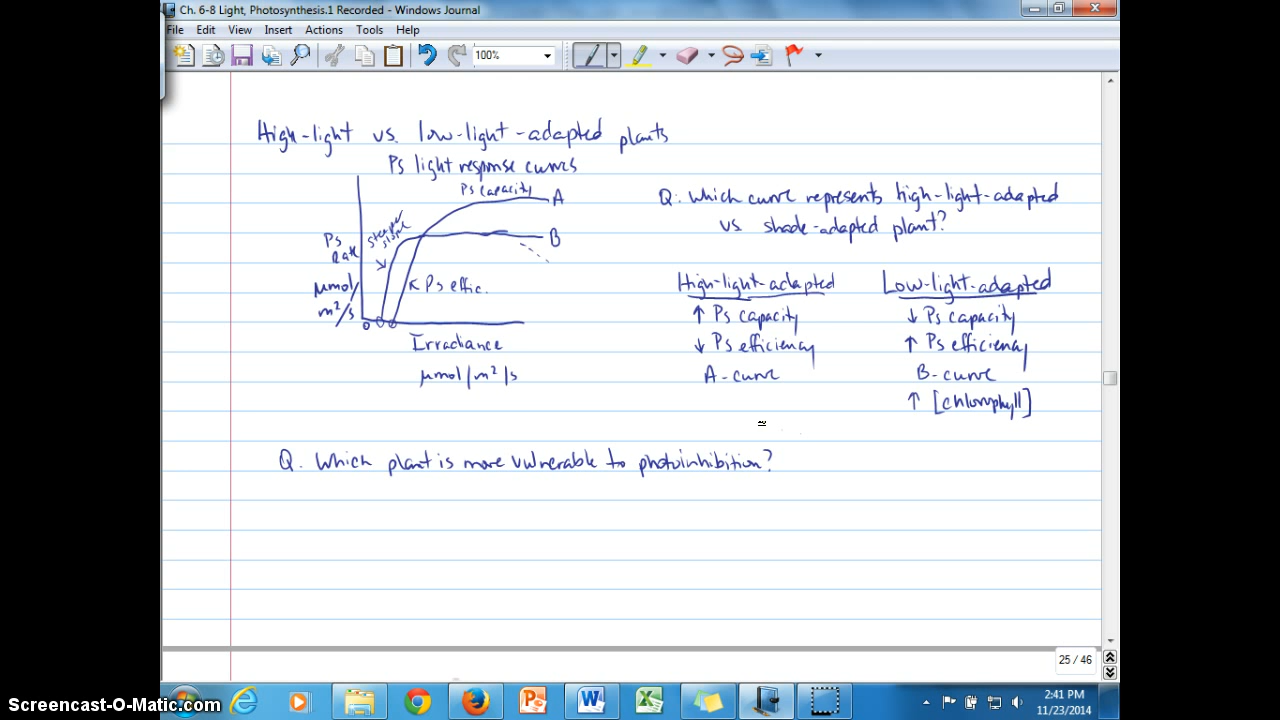 Ch. 6-8 Light, Photosynthesis.1 Recorded - Windows Journal
File Edit View Insert Actions Tools Help
100%
High-light vs. low-light-adapted plants
Ps light response curves
Ps capacity
A
Q: Which curve represents high-light-adapted
vs shade-adapted plant?
steeper
slope
B
Ps
Rate
μmol/
m²/s
Ps effic.
0
Irradiance
μmol/m²/s
High-light-adapted
↑ Ps capacity
↓ Ps efficiency
A-curve
Low-light-adapted
↓ Ps capacity
↑ Ps efficiency
B-curve
↑ [chlorophyll]
Q. Which plant is more vulnerable to photoinhibition?
25 / 46
2:41 PM
11/23/2014
Screencast-O-Matic.com